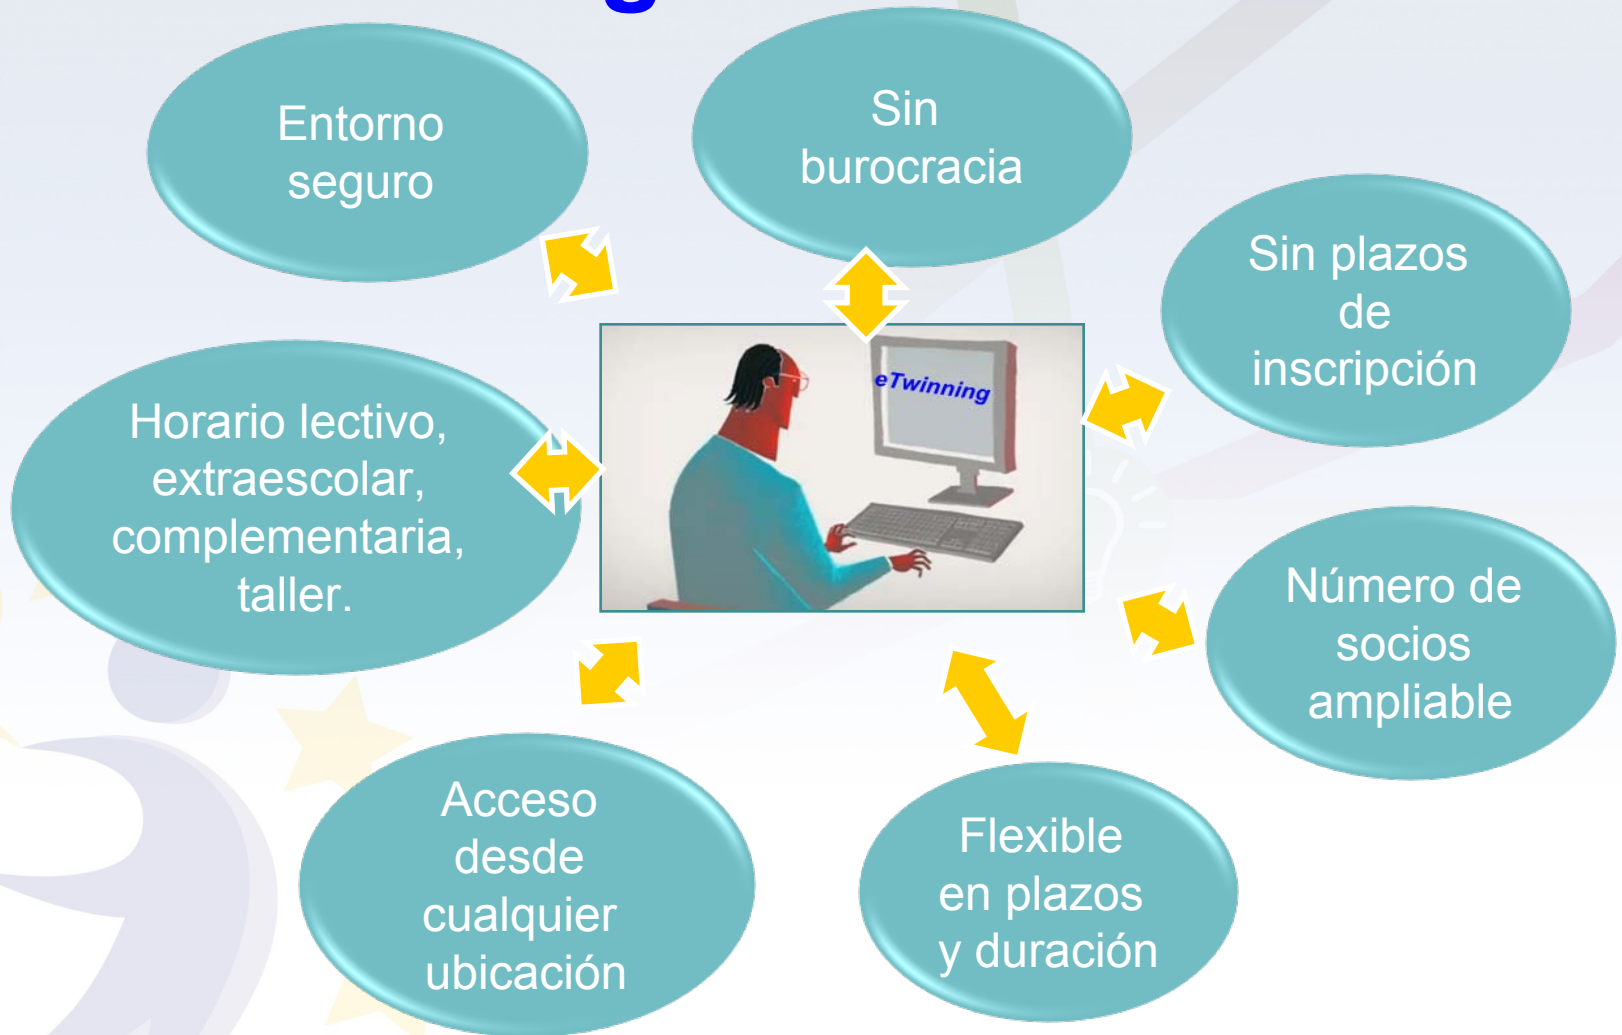 Entorno
seguro
Sin
burocracia
Sin plazos
de
inscripción
Horario lectivo,
extraescolar,
complementaria,
taller.
eTwinning
Número de
socios
ampliable
Acceso
desde
cualquier
ubicación
Flexible
en plazos
y duración